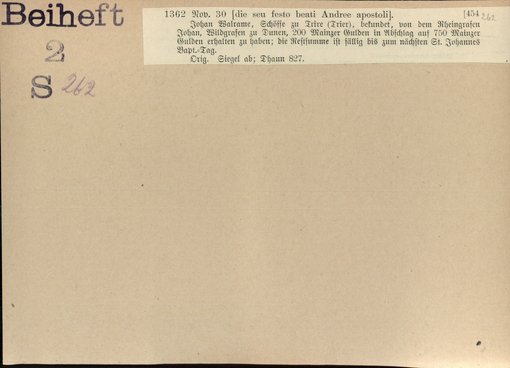 Beiheft
2
S 262
1362 Nov. 30 [die seu festo beati Andree apostoli]. [454 262
Johan Walrame, Schöffe zu Trire (Trier), bekundet, von dem Rheingrafen
Johan, Wildgrafen zu Dunen, 200 Mainzer Gulden in Abschlag auf 750 Mainzer
Gulden erhalten zu haben; die Restsumme ist fällig bis zum nächsten St. Johannes
Bapt.-Tag.
Orig. Siegel ab; Dhaun 827.